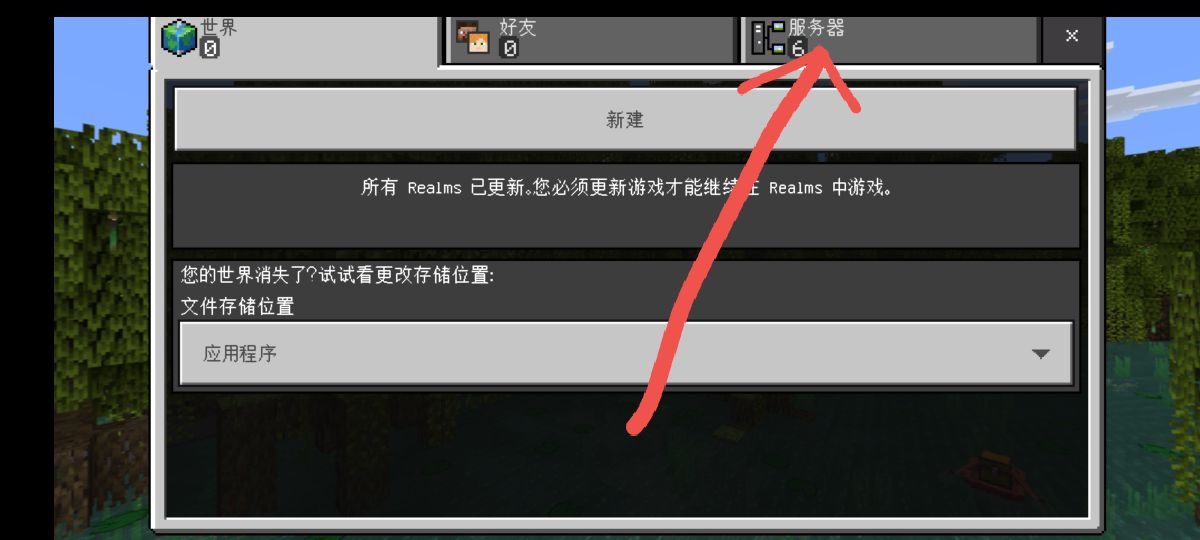 世界
0
好友
0
服务器
6
新建
所有 Realms 已更新。您必须更新游戏才能继续在 Realms 中游戏。
您的世界消失了?试试看更改存储位置:
文件存储位置
应用程序